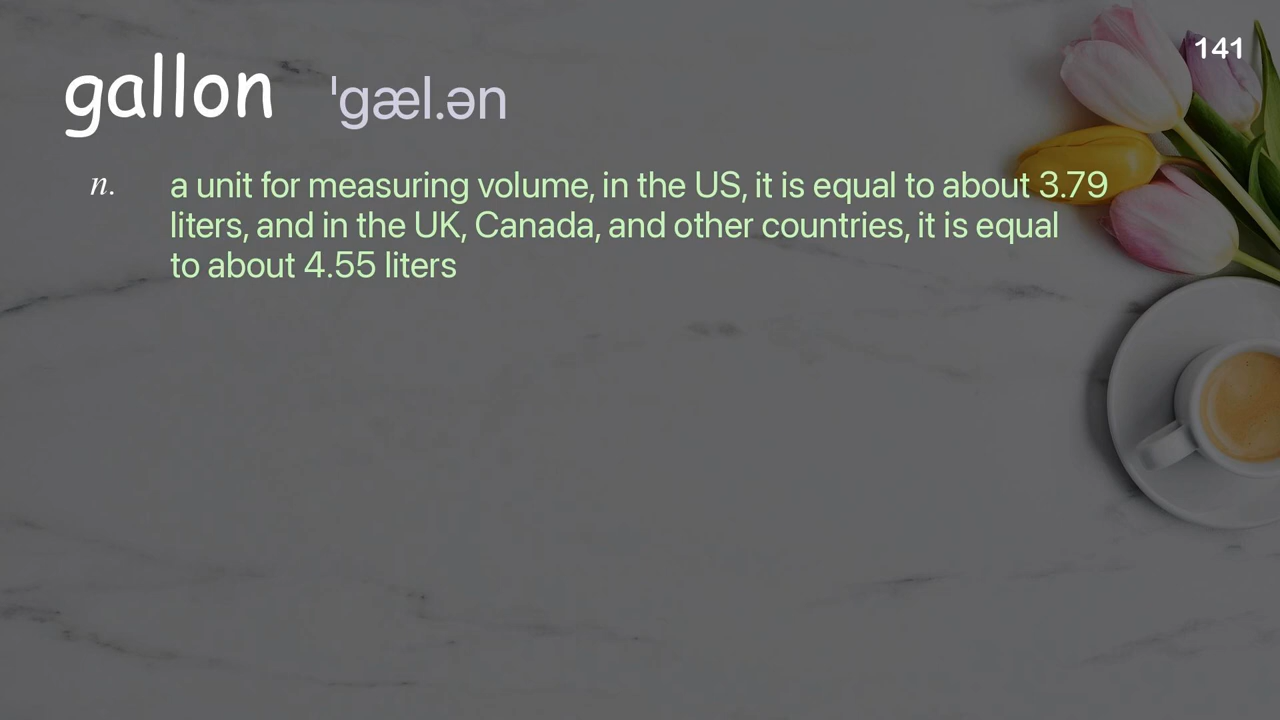 141
gallon ˈgæl.ən
n. a unit for measuring volume, in the US, it is equal to about 3.79
liters, and in the UK, Canada, and other countries, it is equal
to about 4.55 liters